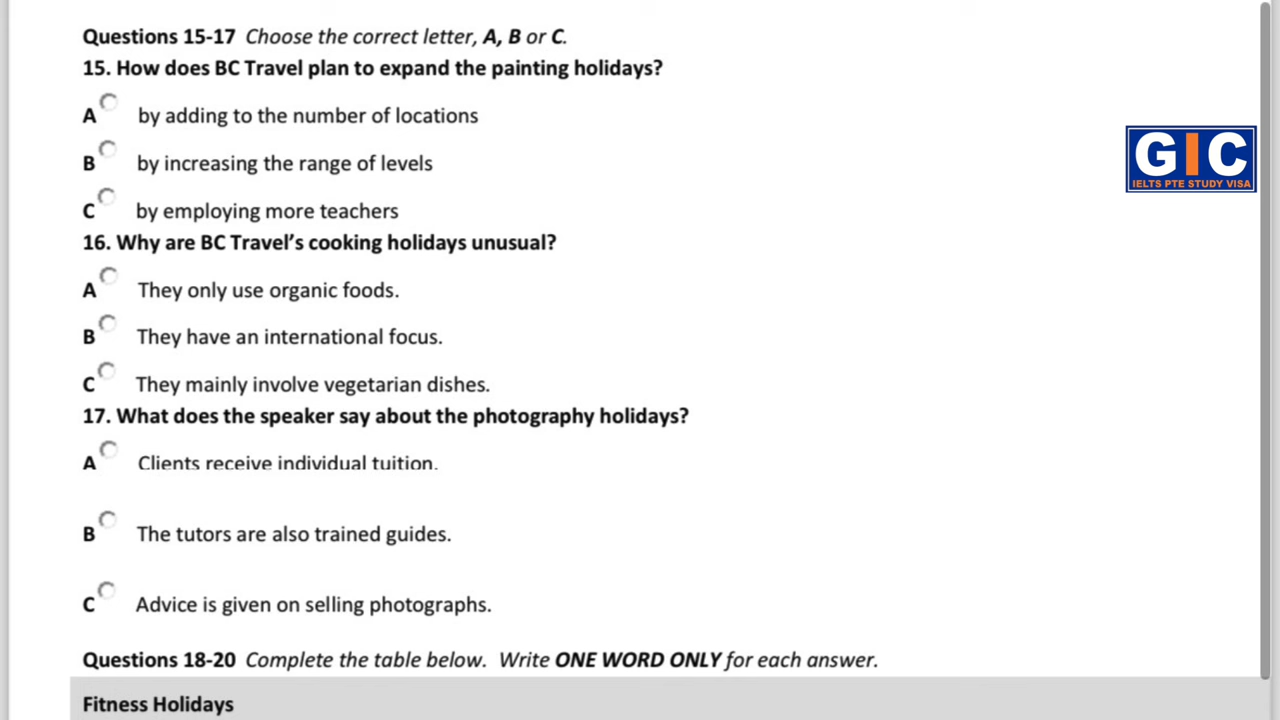 Questions 15-17 Choose the correct letter, A, B or C.
15. How does BC Travel plan to expand the painting holidays?
A by adding to the number of locations
B by increasing the range of levels
GIC
IELTS PTE STUDY VISA
C by employing more teachers
16. Why are BC Travel's cooking holidays unusual?
A They only use organic foods.
B They have an international focus.
C They mainly involve vegetarian dishes.
17. What does the speaker say about the photography holidays?
A Clients receive individual tuition.
B The tutors are also trained guides.
C Advice is given on selling photographs.
Questions 18-20 Complete the table below. Write ONE WORD ONLY for each answer.
Fitness Holidays